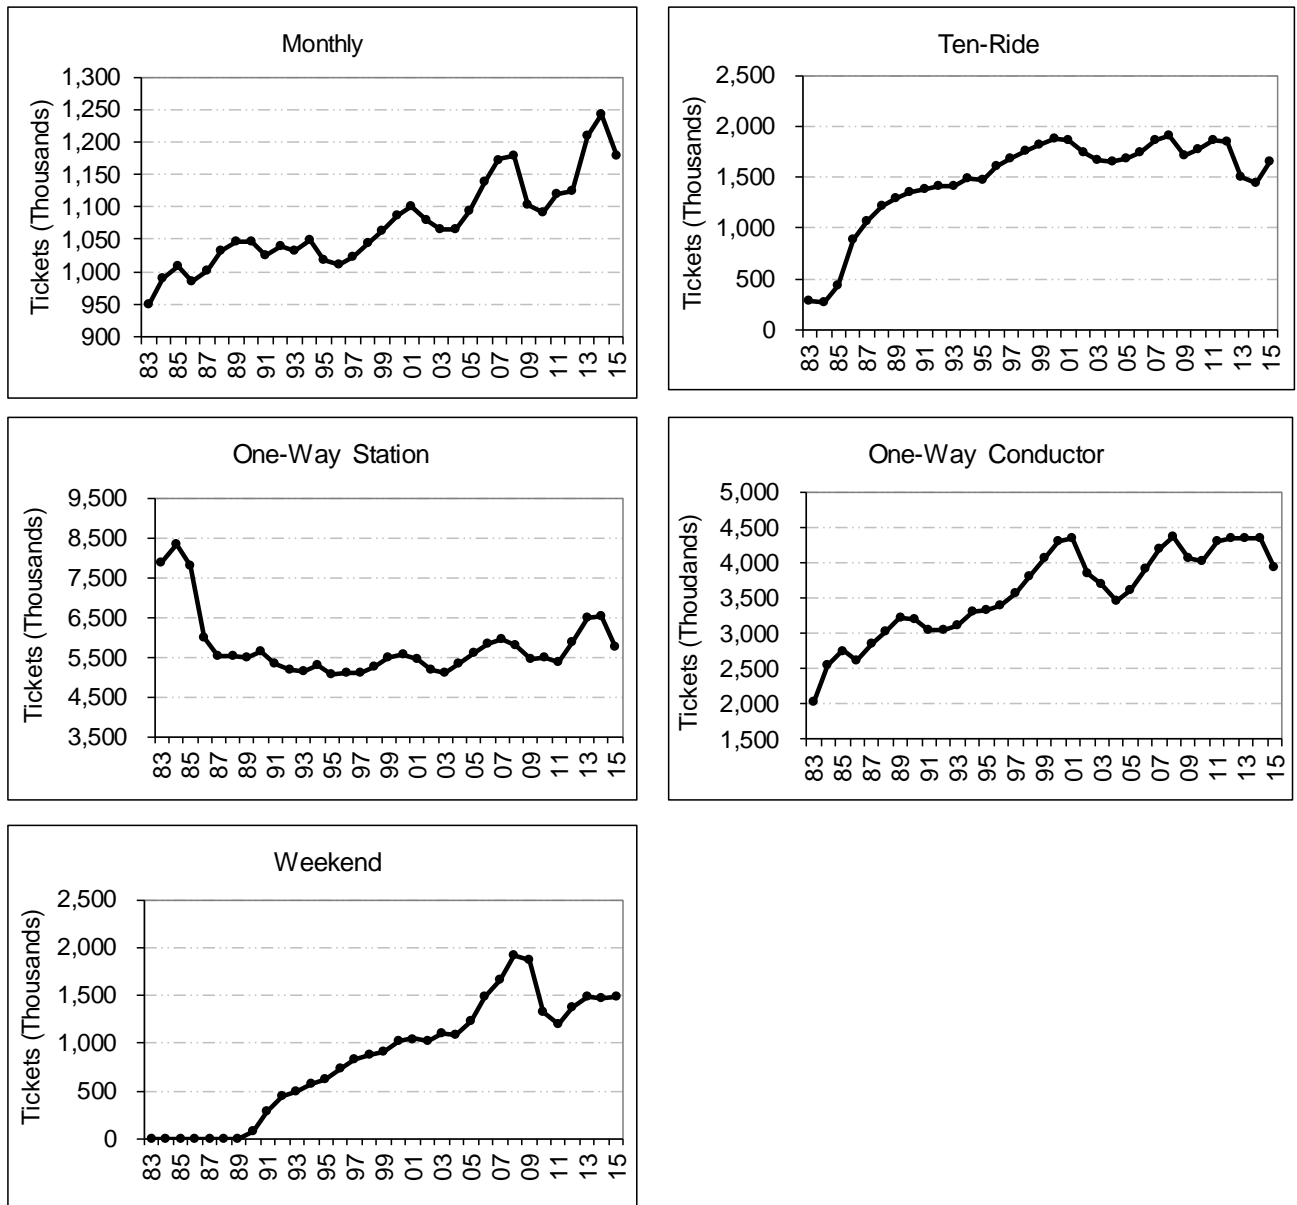 Monthly
Tickets (Thousands)
1,300
1,250
1,200
1,150
1,100
1,050
1,000
950
900
83 85 87 89 91 93 95 97 99 01 03 05 07 09 11 13 15
Ten-Ride
Tickets (Thousands)
2,500
2,000
1,500
1,000
500
0
83 85 87 89 91 93 95 97 99 01 03 05 07 09 11 13 15
One-Way Station
Tickets (Thousands)
9,500
8,500
7,500
6,500
5,500
4,500
3,500
83 85 87 89 91 93 95 97 99 01 03 05 07 09 11 13 15
One-Way Conductor
Tickets (Thoudands)
5,000
4,500
4,000
3,500
3,000
2,500
2,000
1,500
83 85 87 89 91 93 95 97 99 01 03 05 07 09 11 13 15
Weekend
Tickets (Thousands)
2,500
2,000
1,500
1,000
500
0
83 85 87 89 91 93 95 97 99 01 03 05 07 09 11 13 15